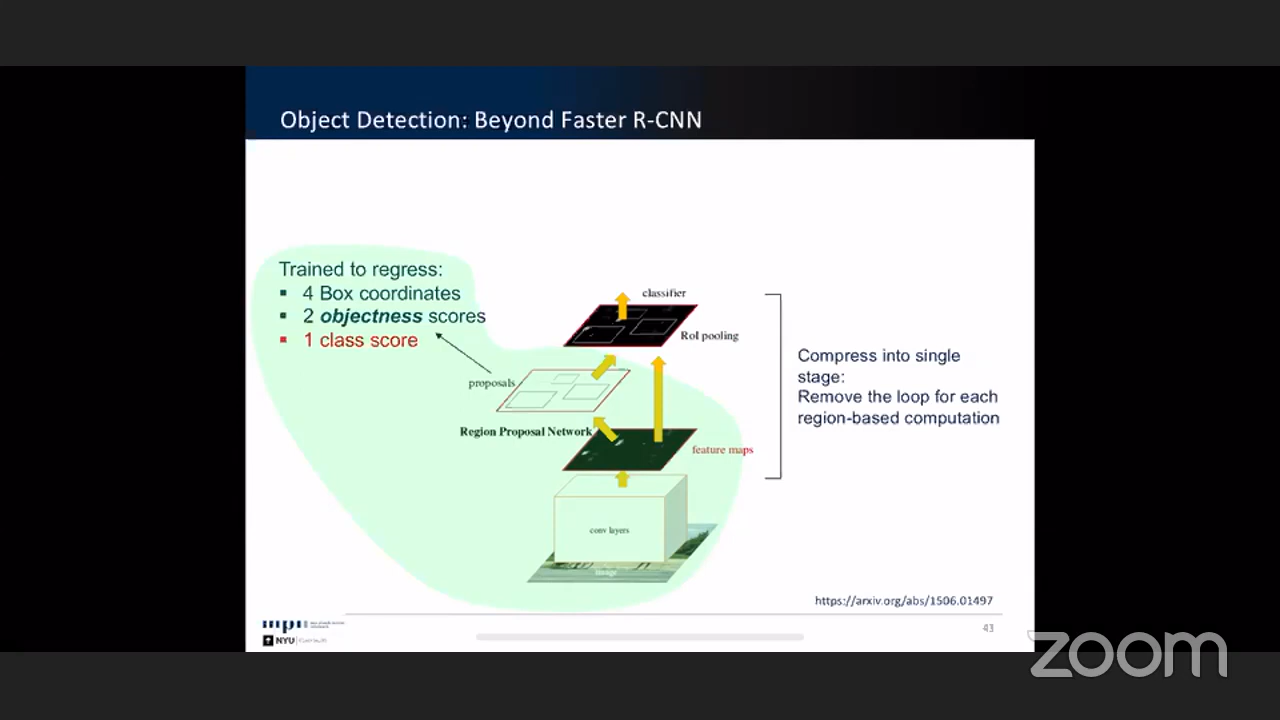 Object Detection: Beyond Faster R-CNN
Trained to regress:
▪ 4 Box coordinates
▪ 2 objectness scores
▪ 1 class score
classifier
RoI pooling
proposals
Region Proposal Network
feature maps
conv layers
image
Compress into single
stage:
Remove the loop for each
region-based computation
https://arxiv.org/abs/1506.01497
43
NYU
zoom